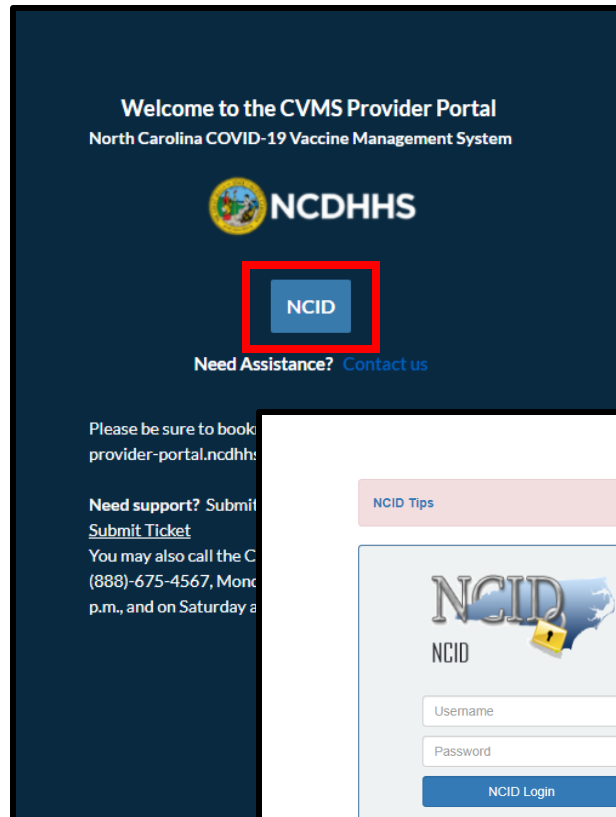 Welcome to the CVMS Provider Portal
North Carolina COVID-19 Vaccine Management System
NCDHHS
NCID
Need Assistance? Contact us
Please be sure to
provider-portal.ncdhhs
Need support? Submit
Submit Ticket
You may also call the
(888)-675-4567,
p.m., and on Saturday
NCID Tips
NCID
NCID
Username
Password
NCID Login